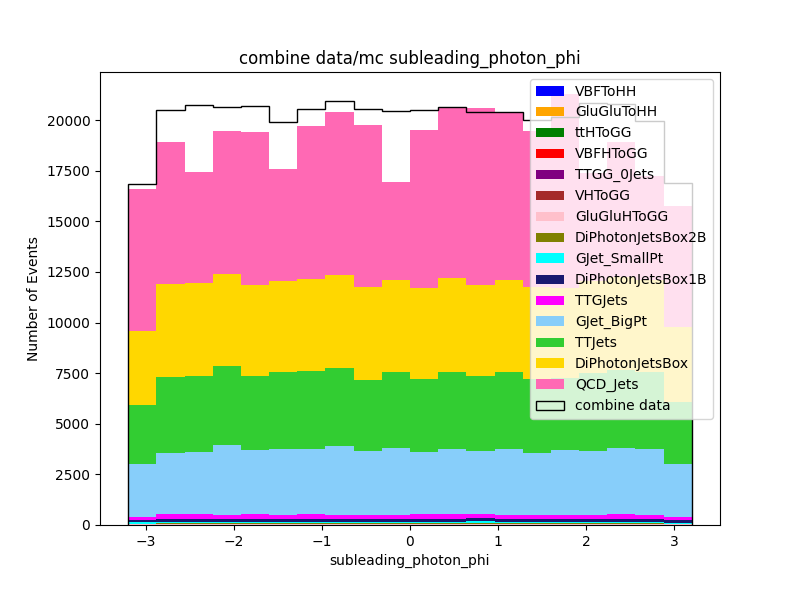 combine data/mc subleading_photon_phi
Number of Events
20000
17500
15000
12500
10000
7500
5000
2500
0
−3
−2
−1
0
1
2
3
subleading_photon_phi
VBFToHH
GluGluToHH
ttHToGG
VBFHToGG
TTGG_0Jets
VHToGG
GluGluHToGG
DiPhotonJetsBox2B
GJet_SmallPt
DiPhotonJetsBox1B
TTGJets
GJet_BigPt
TTJets
DiPhotonJetsBox
QCD_Jets
combine data